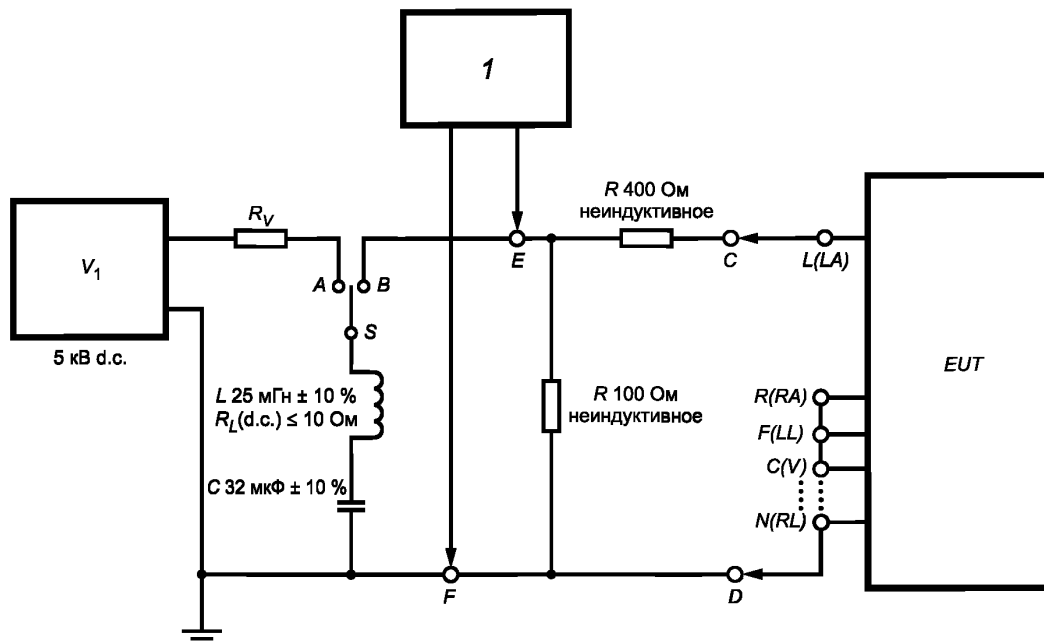 1
R 400 Ом
неиндуктивное
R_V
V_1
A
B
E
C
L(LA)
S
5 кВ d.c.
EUT
L 25 мГн ± 10 %
R_L(d.c.) ≤ 10 Ом
R 100 Ом
неиндуктивное
R(RA)
F(LL)
C(V)
C 32 мкФ ± 10 %
N(RL)
F
D